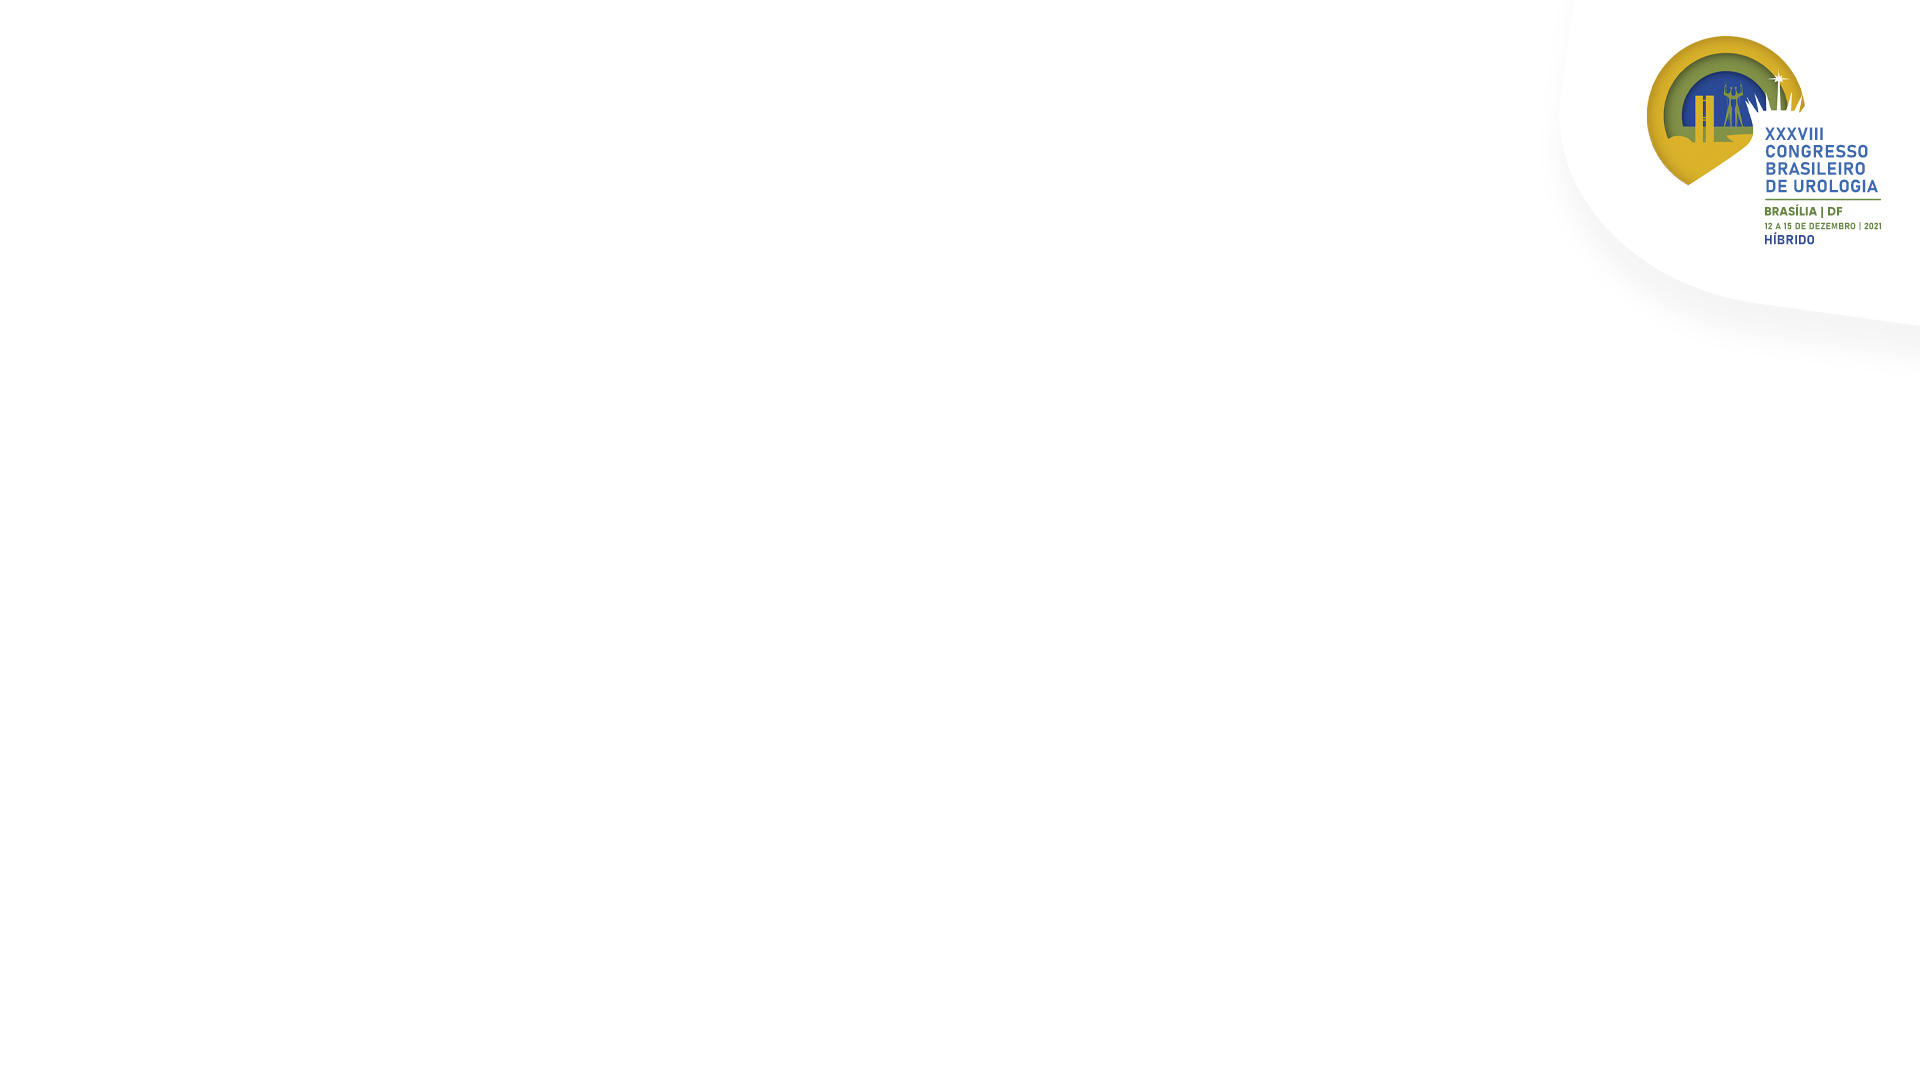 XXXVIII
CONGRESSO
BRASILEIRO
DE UROLOGIA
BRASÍLIA | DF
12 A 15 DE DEZEMBRO | 2021
HÍBRIDO